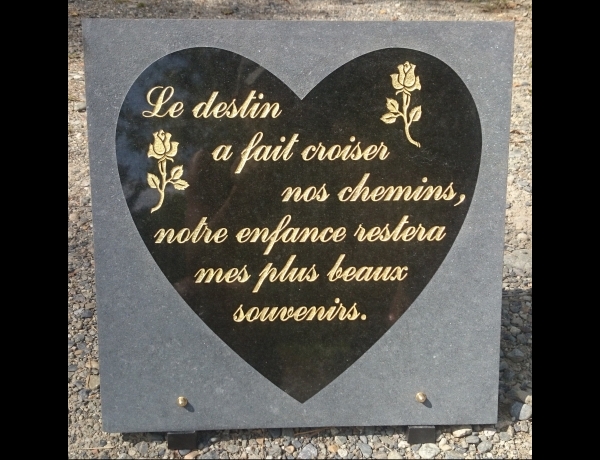 Le destin
a fait croiser
nos chemins,
notre enfance restera
mes plus beaux
souvenirs.